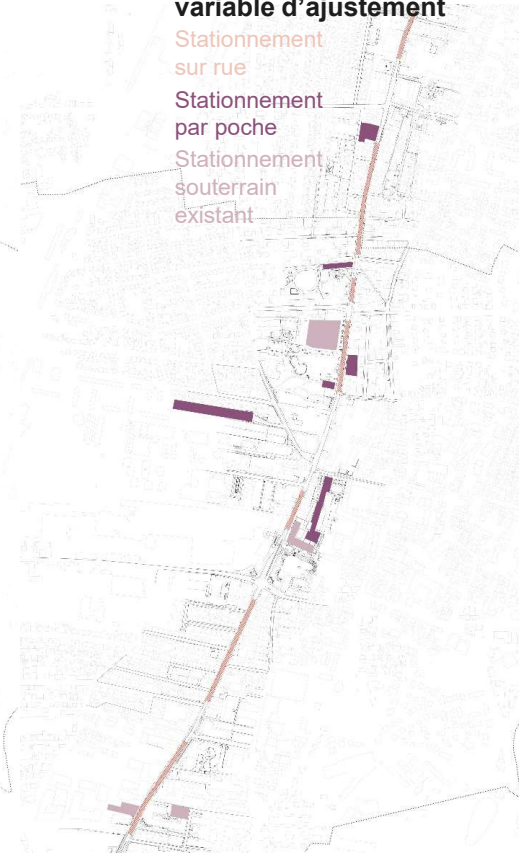 variable d’ajustement
Stationnement
sur rue
Stationnement
par poche
Stationnement
souterrain
existant